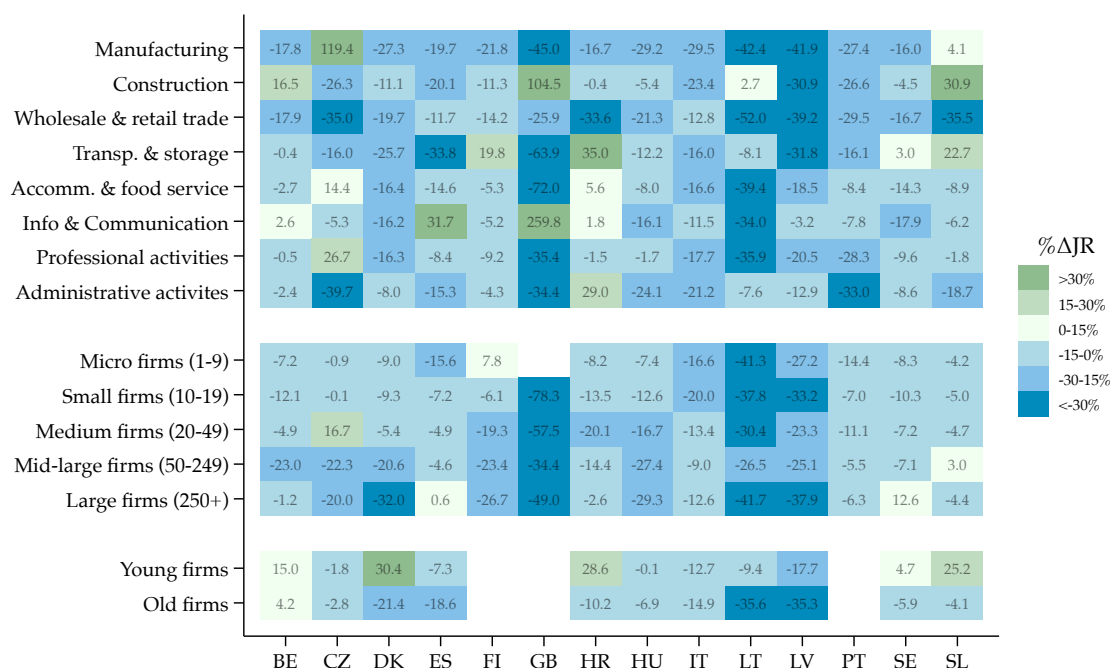 Manufacturing -17.8 119.4 -27.3 -19.7 -21.8 -45.0 -16.7 -29.2 -29.5 -42.4 -41.9 -27.4 -16.0 4.1
Construction 16.5 -26.3 -11.1 -20.1 -11.3 104.5 -0.4 -5.4 -23.4 2.7 -30.9 -26.6 -4.5 30.9
Wholesale & retail trade -17.9 -35.0 -19.7 -11.7 -14.2 -25.9 -33.6 -21.3 -12.8 -52.0 -39.2 -29.5 -16.7 -35.5
Transp. & storage -0.4 -16.0 -25.7 -33.8 19.8 -63.9 35.0 -12.2 -16.0 -8.1 -31.8 -16.1 3.0 22.7
Accomm. & food service -2.7 14.4 -16.4 -14.6 -5.3 -72.0 5.6 -8.0 -16.6 -39.4 -18.5 -8.4 -14.3 -8.9
Info & Communication 2.6 -5.3 -16.2 31.7 -5.2 259.8 1.8 -16.1 -11.5 -34.0 -3.2 -7.8 -17.9 -6.2
Professional activities -0.5 26.7 -16.3 -8.4 -9.2 -35.4 -1.5 -1.7 -17.7 -35.9 -20.5 -28.3 -9.6 -1.8
Administrative activites -2.4 -39.7 -8.0 -15.3 -4.3 -34.4 29.0 -24.1 -21.2 -7.6 -12.9 -33.0 -8.6 -18.7
Micro firms (1-9) -7.2 -0.9 -9.0 -15.6 7.8 -8.2 -7.4 -16.6 -41.3 -27.2 -14.4 -8.3 -4.2
Small firms (10-19) -12.1 -0.1 -9.3 -7.2 -6.1 -78.3 -13.5 -12.6 -20.0 -37.8 -33.2 -7.0 -10.3 -5.0
Medium firms (20-49) -4.9 16.7 -5.4 -4.9 -19.3 -57.5 -20.1 -16.7 -13.4 -30.4 -23.3 -11.1 -7.2 -4.7
Mid-large firms (50-249) -23.0 -22.3 -20.6 -4.6 -23.4 -34.4 -14.4 -27.4 -9.0 -26.5 -25.1 -5.5 -7.1 3.0
Large firms (250+) -1.2 -20.0 -32.0 0.6 -26.7 -49.0 -2.6 -29.3 -12.6 -41.7 -37.9 -6.3 12.6 -4.4
Young firms 15.0 -1.8 30.4 -7.3 28.6 -0.1 -12.7 -9.4 -17.7 4.7 25.2
Old firms 4.2 -2.8 -21.4 -18.6 -10.2 -6.9 -14.9 -35.6 -35.3 -5.9 -4.1
BE CZ DK ES FI GB HR HU IT LT LV PT SE SL
%ΔJR
>30%
15-30%
0-15%
-15-0%
-30-15%
<-30%